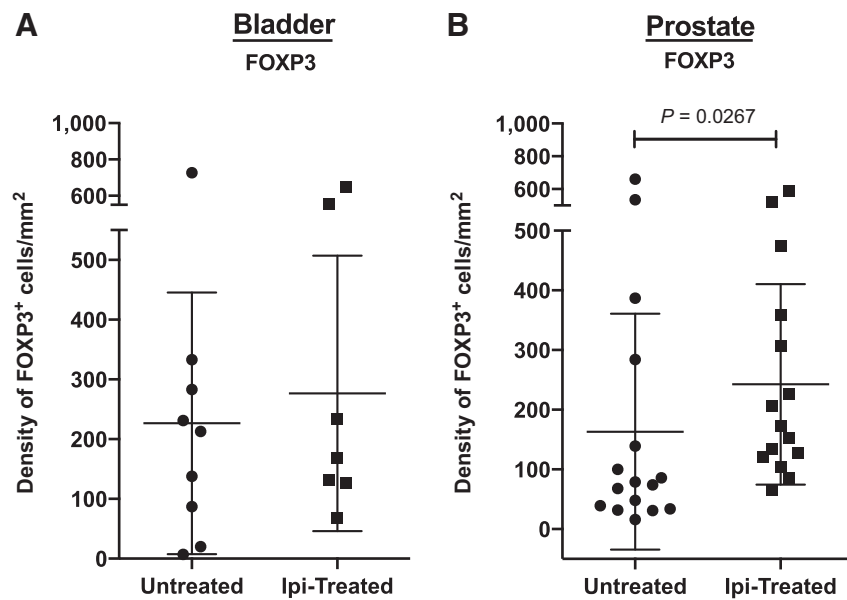 A
Bladder
FOXP3
Density of FOXP3+ cells/mm2
1,000
800
600
500
400
300
200
100
0
Untreated
Ipi-Treated
B
Prostate
FOXP3
P = 0.0267
Density of FOXP3+ cells/mm2
1,000
800
600
500
400
300
200
100
0
Untreated
Ipi-Treated